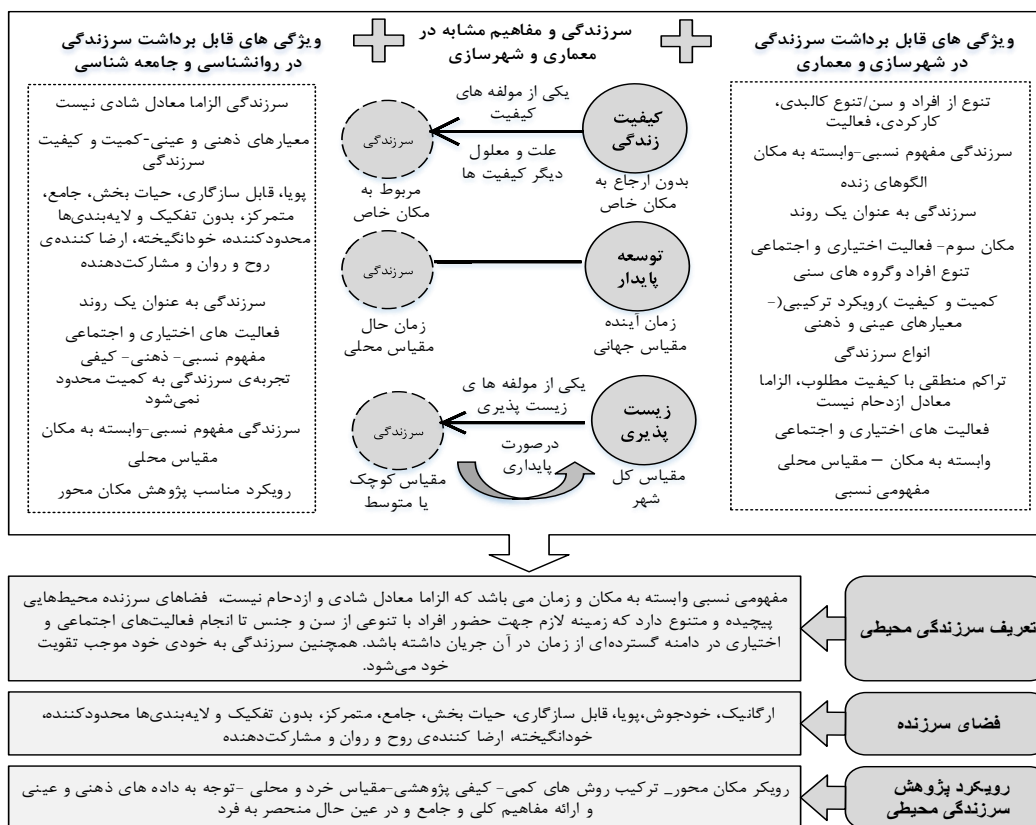 ویژگی های قابل برداشت سرزندگی
در شهرسازی و معماری
تنوع از افراد و سن/تنوع کالبدی،
کارکردی، فعالیت
سرزندگی مفهوم نسبی-وابسته به مکان
الگوهای زنده
سرزندگی به عنوان یک روند
مکان سوم- فعالیت اختیاری و اجتماعی
تنوع افراد وگروه های سنی
کمیت و کیفیت )رویکرد ترکیبی(-
معیارهای عینی و ذهنی
انواع سرزندگی
تراکم منطقی با کیفیت مطلوب، الزاما
معادل ازدحام نیست
فعالیت های اختیاری و اجتماعی
وابسته به مکان – مقیاس محلی
مفهومی نسبی
سرزندگی و مفاهیم مشابه در
معماری و شهرسازی
کیفیت
زندگی
بدون ارجاع به
مکان خاص
یکی از مولفه های
کیفیت
علت و معلول
دیگر کیفیت ها
سرزندگی
مربوط به
مکان خاص
توسعه
پایدار
زمان آینده
مقیاس جهانی
سرزندگی
زمان حال
مقیاس محلی
زیست
پذیری
مقیاس کل
شهر
یکی از مولفه ها ی
زیست پذیری
درصورت
پایداری
سرزندگی
مقیاس کوچک
یا متوسط
ویژگی های قابل برداشت سرزندگی
در روانشناسی و جامعه شناسی
سرزندگی الزاما معادل شادی نیست
معیارهای ذهنی و عینی-کمیت و کیفیت
سرزندگی
پویا، قابل سازگاری، حیات بخش، جامع،
متمرکز، بدون تفکیک و لایه‌بندی‌ها
محدودکننده، خودانگیخته، ارضا کننده‌ی
روح و روان و مشارکت‌دهنده
سرزندگی به عنوان یک روند
فعالیت های اختیاری و اجتماعی
مفهوم نسبی- ذهنی- کیفی
تجربه‌ی سرزندگی به کمیت محدود
نمی‌شود
سرزندگی مفهوم نسبی-وابسته به مکان
مقیاس محلی
رویکرد مناسب پژوهش مکان محور
تعریف سرزندگی محیطی
مفهومی نسبی وابسته به مکان و زمان می باشد که الزاما معادل شادی و ازدحام نیست، فضاهای سرزنده محیط‌هایی
پیچیده و متنوع دارد که زمینه لازم جهت حضور افراد با تنوعی از سن و جنس تا انجام فعالیت‌های اجتماعی و
اختیاری در دامنه گسترده‌ای از زمان در آن جریان داشته باشد. همچنین سرزندگی به خودی خود موجب تقویت
خود می‌شود.
فضای سرزنده
ارگانیک، خودجوش،پویا، قابل سازگاری، حیات بخش، جامع، متمرکز، بدون تفکیک و لایه‌بندی‌ها محدودکننده،
خودانگیخته، ارضا کننده‌ی روح و روان و مشارکت‌دهنده
رویکرد پژوهش
سرزندگی محیطی
رویکر مکان محور_ ترکیب روش های کمی- کیفی پژوهشی-مقیاس خرد و محلی -توجه به داده های ذهنی و عینی
و ارائه مفاهیم کلی و جامع و در عین حال منحصر به فرد